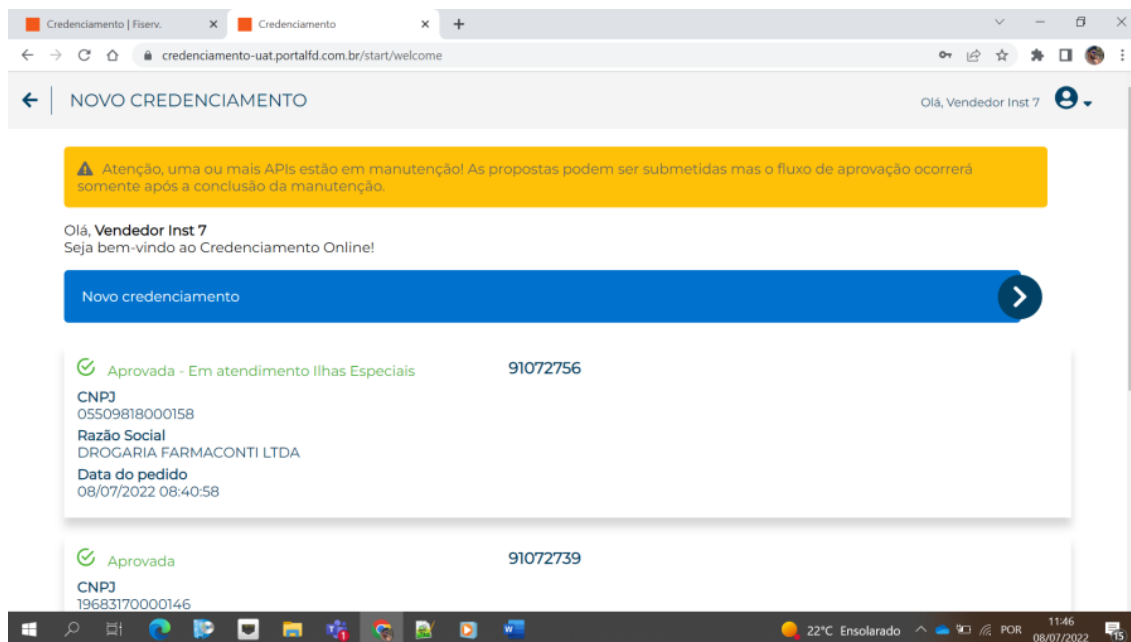 Credenciamento | Fiserv.
Credenciamento
credenciamento-uat.portalfd.com.br/start/welcome
NOVO CREDENCIAMENTO
Olá, Vendedor Inst 7
Atenção, uma ou mais APIs estão em manutenção! As propostas podem ser submetidas mas o fluxo de aprovação ocorrerá
somente após a conclusão da manutenção.
Olá, Vendedor Inst 7
Seja bem-vindo ao Credenciamento Online!
Novo credenciamento
Aprovada - Em atendimento Ilhas Especiais 91072756
CNPJ
05509818000158
Razão Social
DROGARIA FARMACONTI LTDA
Data do pedido
08/07/2022 08:40:58
Aprovada 91072739
CNPJ
19683170000146
22°C Ensolarado POR 11:46
08/07/2022 15